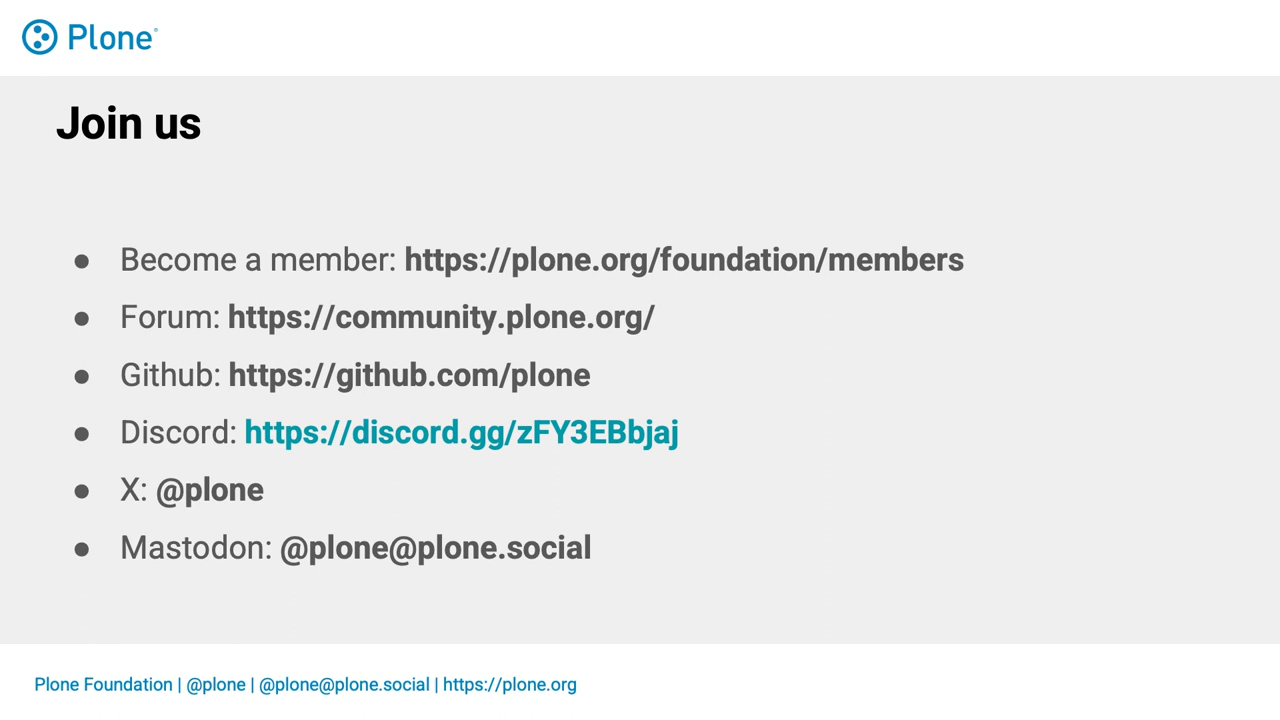 Plone®
Join us
● Become a member: https://plone.org/foundation/members
● Forum: https://community.plone.org/
● Github: https://github.com/plone
● Discord: https://discord.gg/zFY3EBbjaj
● X: @plone
● Mastodon: @plone@plone.social
Plone Foundation | @plone | @plone@plone.social | https://plone.org